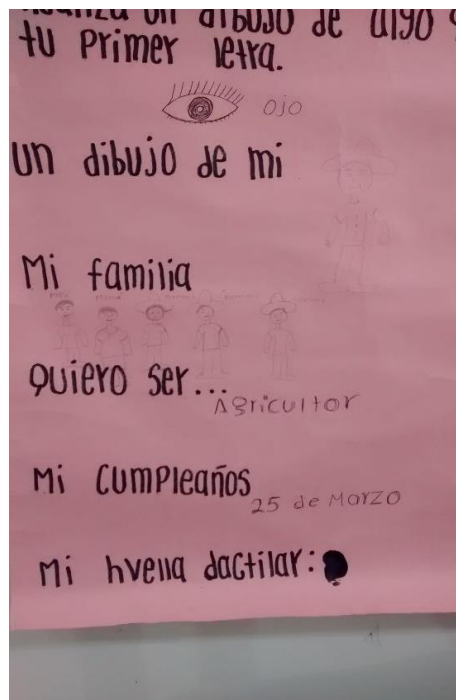 un dibujo de algo
tu primer letra.
ojo
un dibujo de mi
Mi familia
quiero ser...
Agricultor
Mi cumpleaños
25 de Marzo
Mi hvella dactilar: